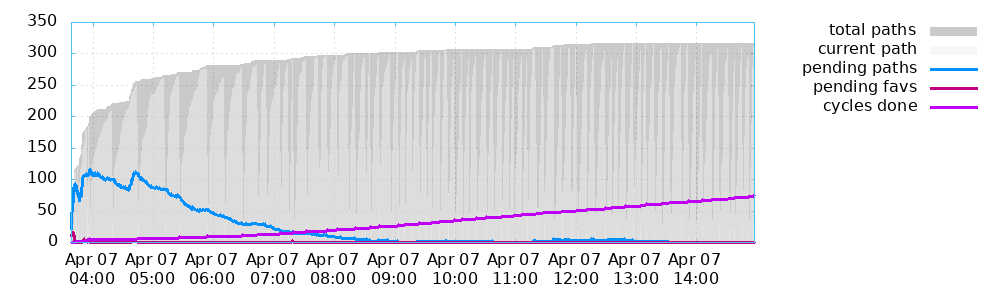 350
300
250
200
150
100
50
0
Apr 07 Apr 07 Apr 07 Apr 07 Apr 07 Apr 07 Apr 07 Apr 07 Apr 07 Apr 07 Apr 07
04:00 05:00 06:00 07:00 08:00 09:00 10:00 11:00 12:00 13:00 14:00
total paths
current path
pending paths
pending favs
cycles done